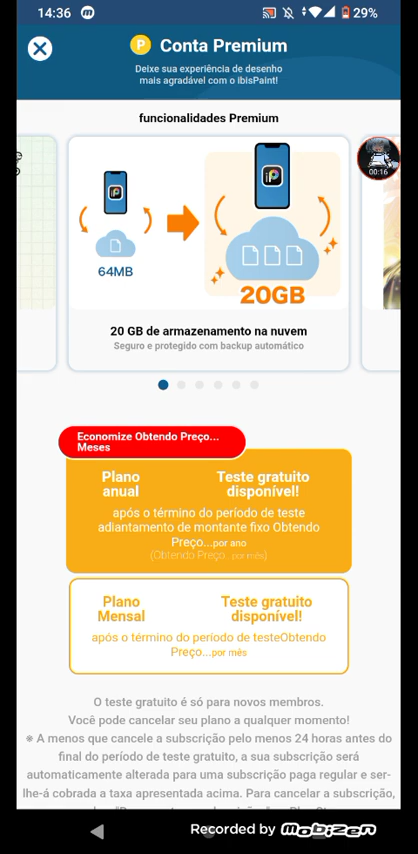 14:36
29%
P Conta Premium
Deixe sua experiência de desenho
mais agradável com o ibisPaint!
funcionalidades Premium
00:16
64MB
20GB
20 GB de armazenamento na nuvem
Seguro e protegido com backup automático
Economize Obtendo Preço...
Meses
Plano anual
Teste gratuito disponível!
após o término do período de teste
adiantamento de montante fixo Obtendo
Preço...por ano
(Obtendo Preço...por mês)
Plano Mensal
Teste gratuito disponível!
após o término do período de testeObtendo
Preço...por mês
O teste gratuito é só para novos membros.
Você pode cancelar seu plano a qualquer momento!
※ A menos que cancele a subscrição pelo menos 24 horas antes do
final do período de teste gratuito, a sua subscrição será
automaticamente alterada para uma subscrição paga regular e ser-
lhe-á cobrada a taxa apresentada acima. Para cancelar a subscrição,
Recorded by mobizen